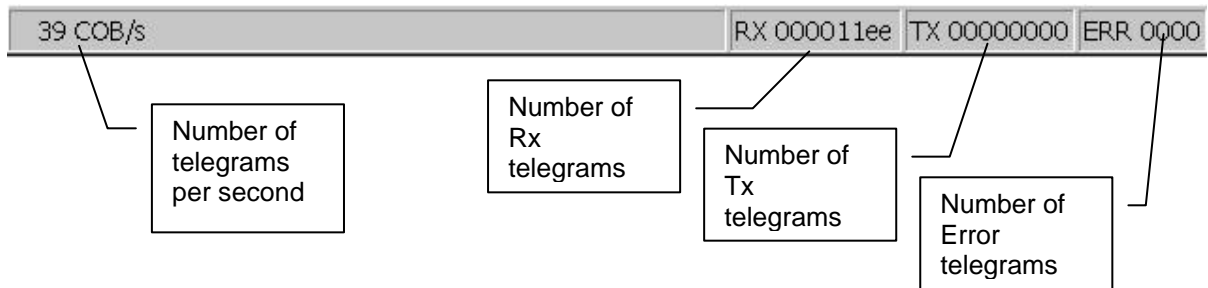 39 COB/s RX 000011ee TX 00000000 ERR 0000
Number of
telegrams
per second
Number of
Rx
telegrams
Number of
Tx
telegrams
Number of
Error
telegrams